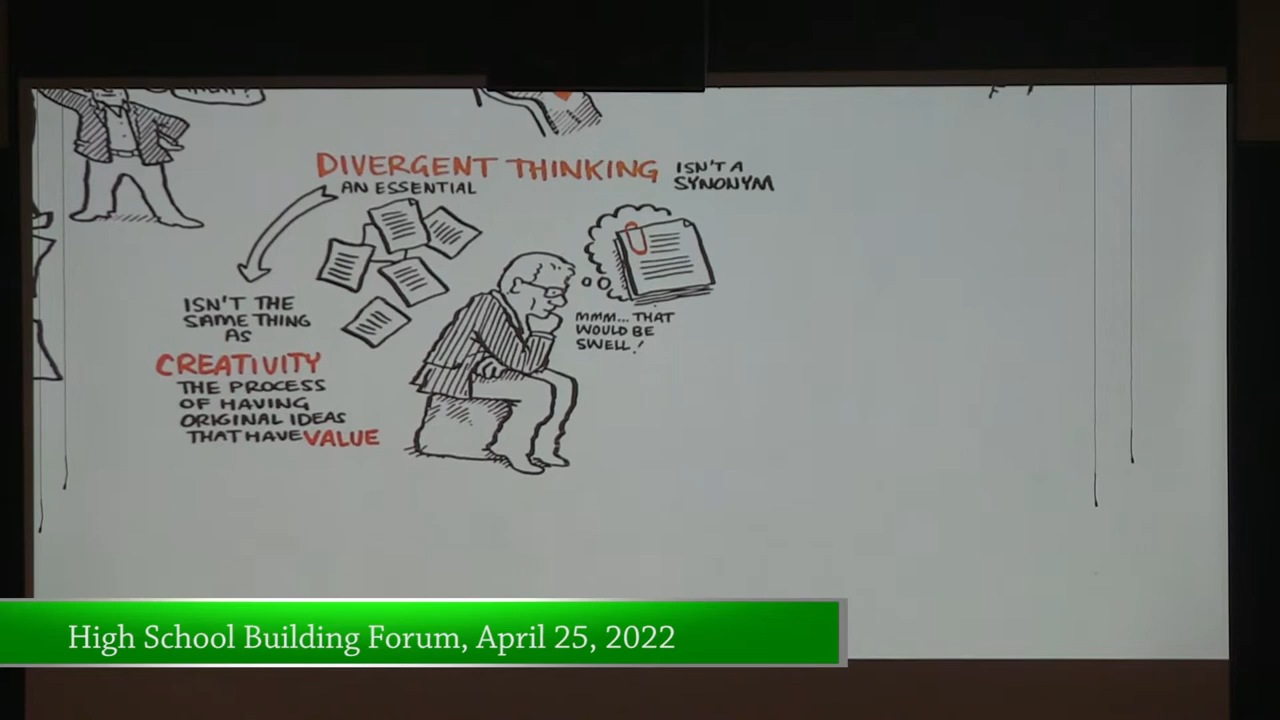 DIVERGENT THINKING ISN'T A
SYNONYM
AN ESSENTIAL
ISN'T THE
SAME THING
AS
CREATIVITY
THE PROCESS
OF HAVING
ORIGINAL IDEAS
THAT HAVE VALUE
MMM... THAT
WOULD BE
SWELL!
High School Building Forum, April 25, 2022